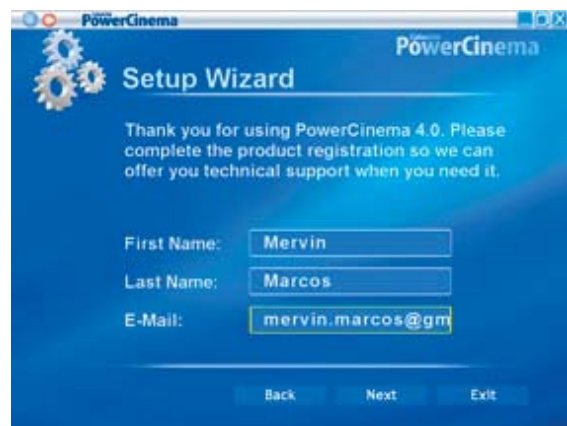 PowerCinema
PowerCinema
Setup Wizard
Thank you for using PowerCinema 4.0. Please
complete the product registration so we can
offer you technical support when you need it.
First Name: Mervin
Last Name: Marcos
E-Mail: mervin.marcos@gm
Back Next Exit